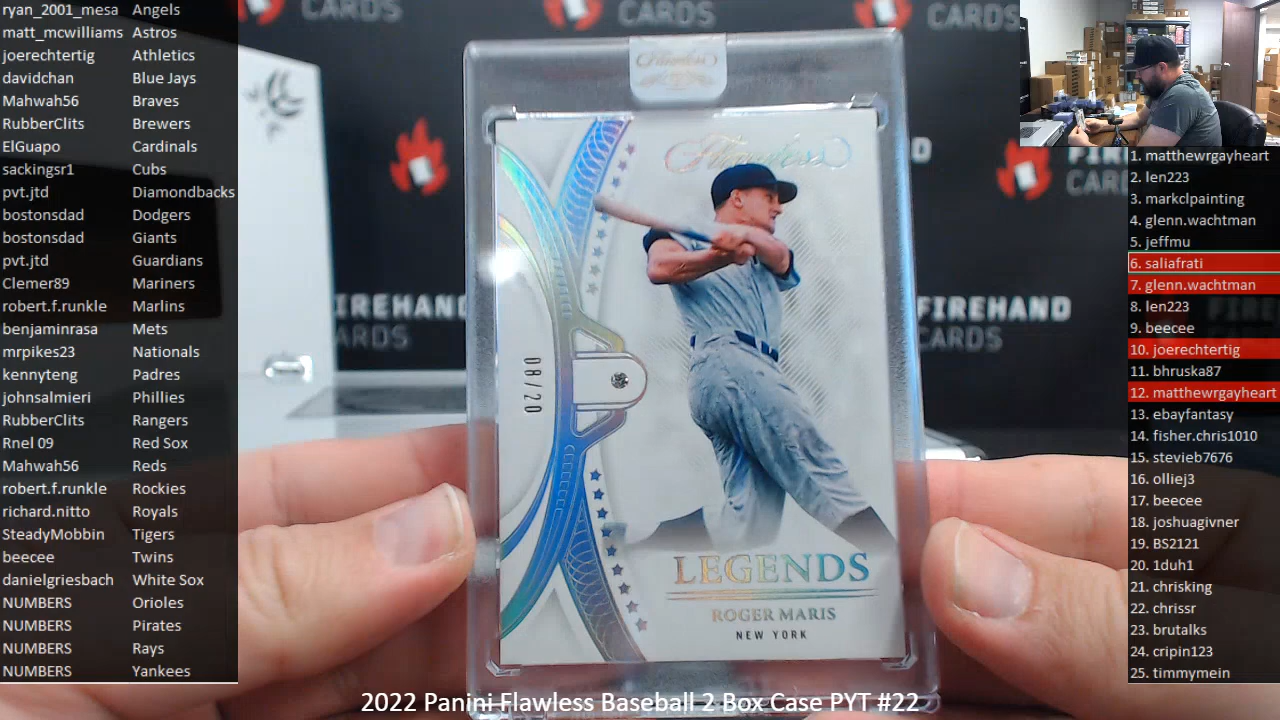 ryan_2001_mesa Angels
matt_mcwilliams Astros
joerechtertig Athletics
davidchan Blue Jays
Mahwah56 Braves
RubberClits Brewers
ElGuapo Cardinals
sackingsr1 Cubs
pvt.jtd Diamondbacks
bostonsdad Dodgers
bostonsdad Giants
pvt.jtd Guardians
Clemer89 Mariners
robert.f.runkle Marlins
benjaminrasa Mets
mrpikes23 Nationals
kennyteng Padres
johnsalmieri Phillies
RubberClits Rangers
Rnel 09 Red Sox
Mahwah56 Reds
robert.f.runkle Rockies
richard.nitto Royals
SteadyMobbin Tigers
beecee Twins
danielgriesbach White Sox
NUMBERS Orioles
NUMBERS Pirates
NUMBERS Rays
NUMBERS Yankees
CARDS
CARDS
CARDS
IREHAND
CARDS
FIREHAND
CARDS
Flawless
Flawless
08/20
LEGENDS
ROGER MARIS
NEW YORK
1. matthewrgayheart
2. len223
3. markclpainting
4. glenn.wachtman
5. jeffmu
6. saliafrati
7. glenn.wachtman
8. len223
9. beecee
10. joerechtertig
11. bhruska87
12. matthewrgayheart
13. ebayfantasy
14. fisher.chris1010
15. stevieb7676
16. olliej3
17. beecee
18. joshuagivner
19. BS2121
20. 1duh1
21. chrisking
22. chrissr
23. brutalks
24. cripin123
25. timmymein
2022 Panini Flawless Baseball 2 Box Case PYT #22